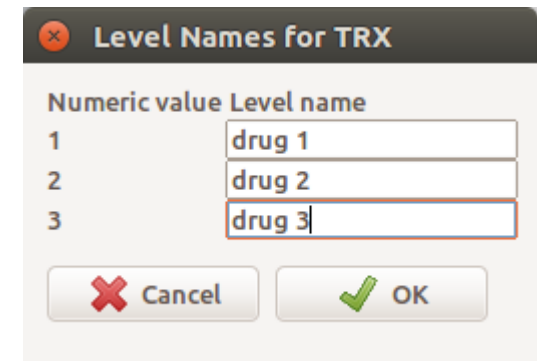 Level Names for TRX
Numeric value Level name
1 drug 1
2 drug 2
3 drug 3
Cancel OK